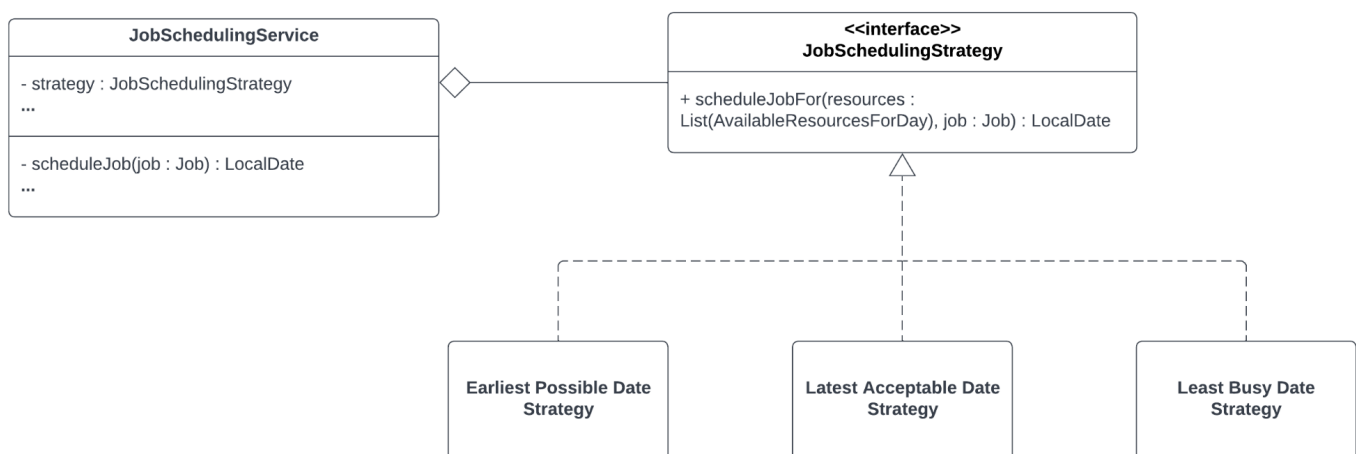 JobSchedulingService
- strategy : JobSchedulingStrategy
...
- scheduleJob(job : Job) : LocalDate
...
<<interface>>
JobSchedulingStrategy
+ scheduleJobFor(resources :
List(AvailableResourcesForDay), job : Job) : LocalDate
Earliest Possible Date
Strategy
Latest Acceptable Date
Strategy
Least Busy Date
Strategy